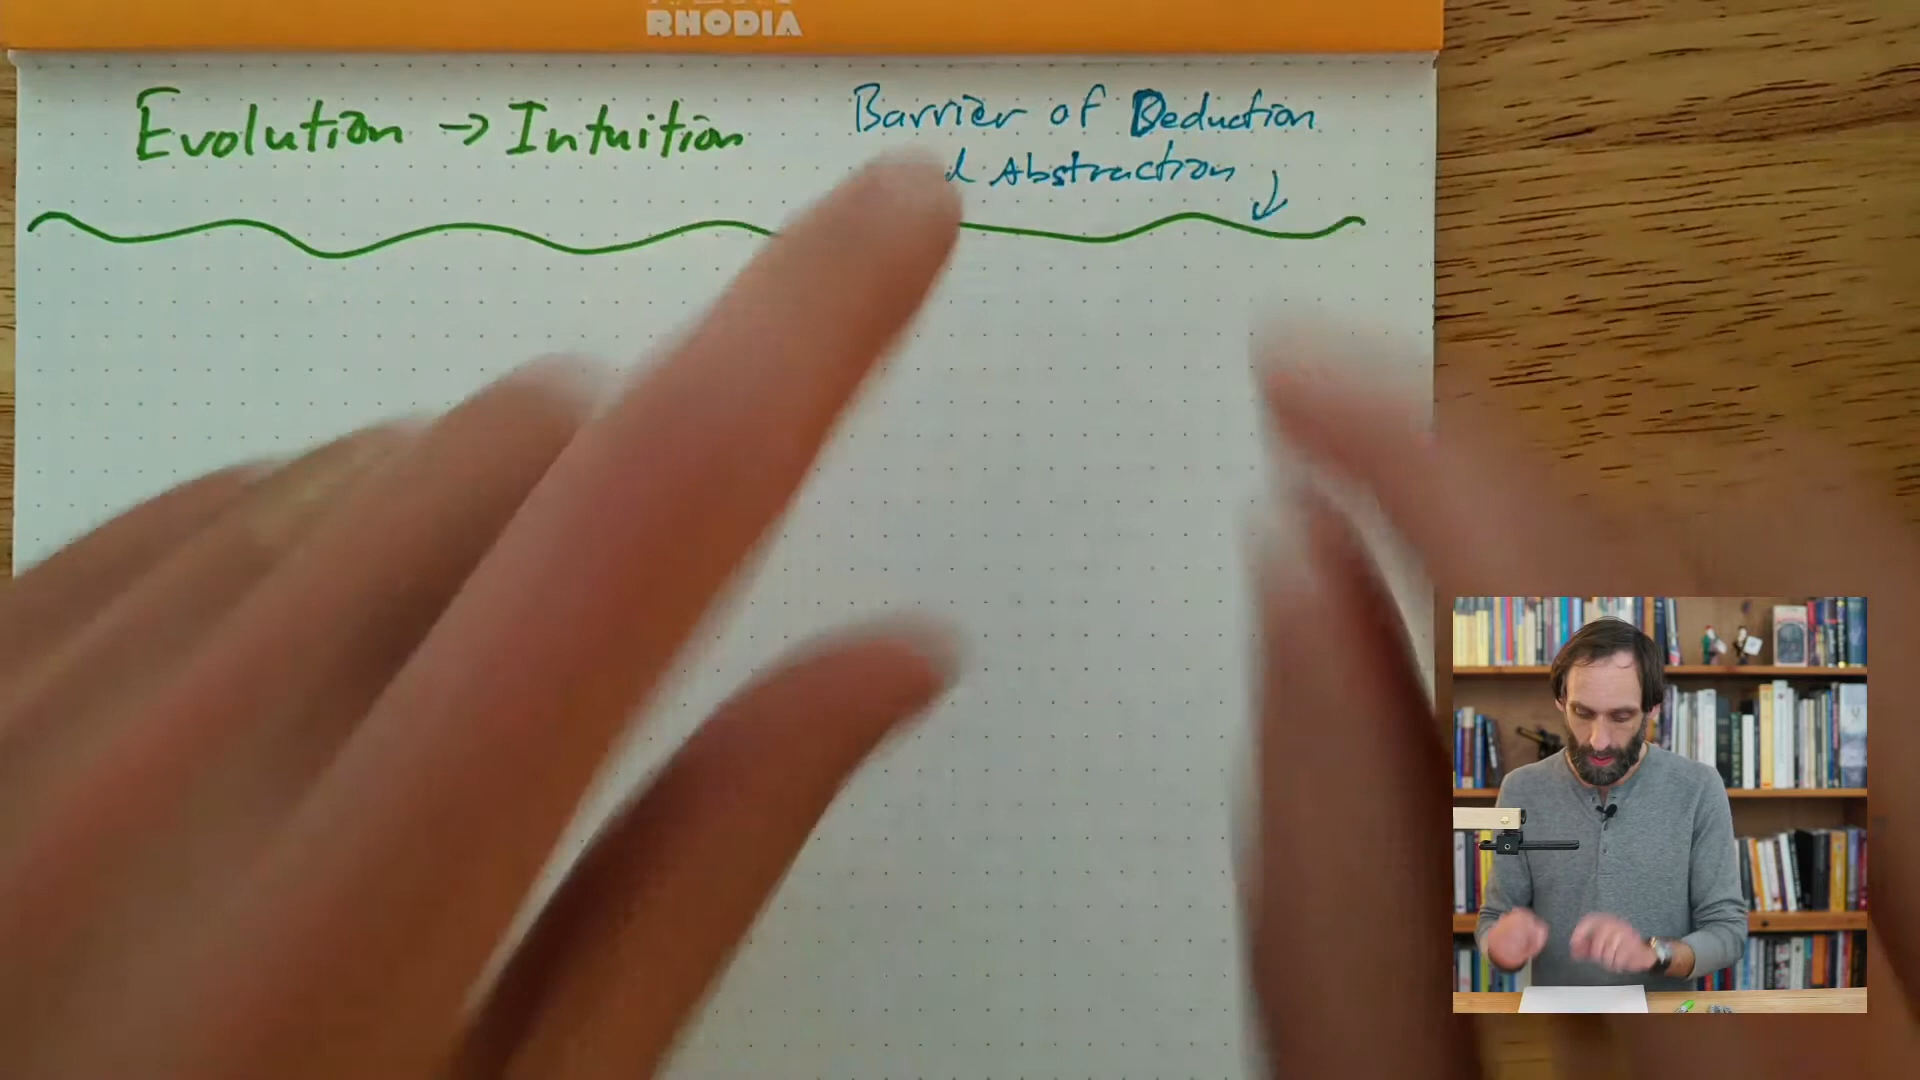 RHODIA
Evolution → Intuition
Barrier of Deduction
Abstraction